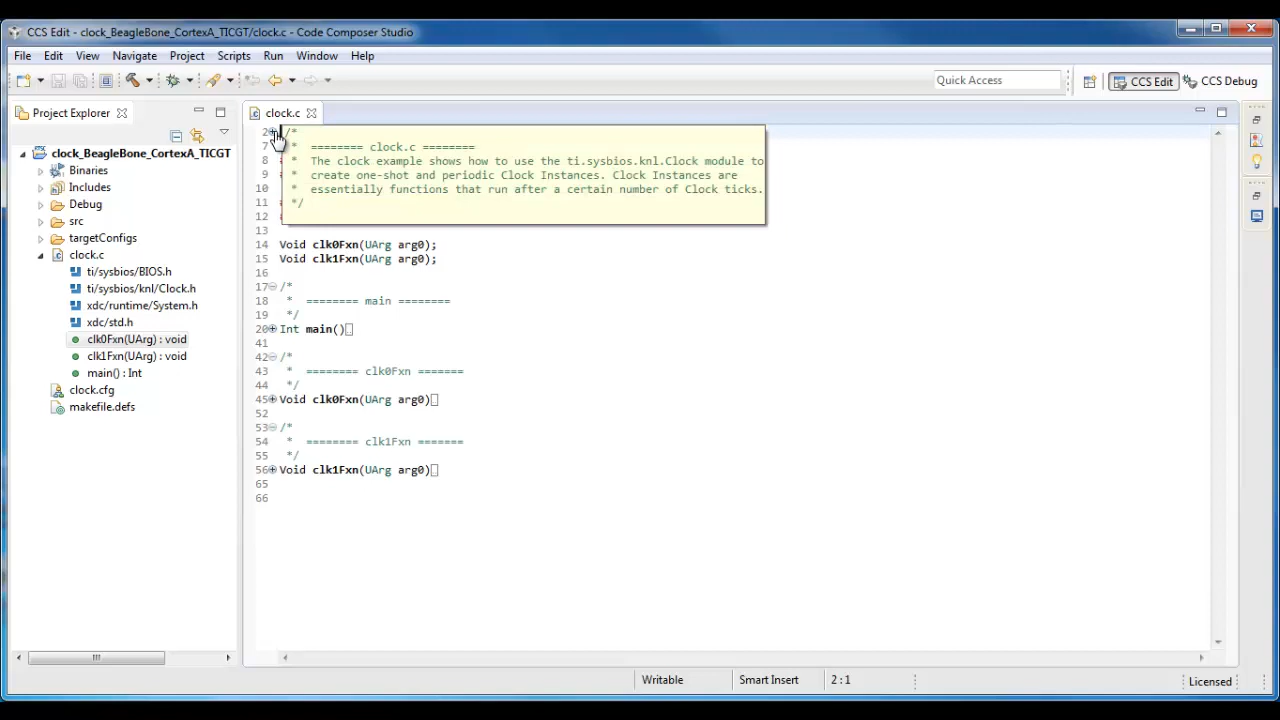 CCS Edit - clock_BeagleBone_CortexA_TICGT/clock.c - Code Composer Studio
File Edit View Navigate Project Scripts Run Window Help
Quick Access CCS Edit CCS Debug
Project Explorer
clock_BeagleBone_CortexA_TICGT
Binaries
Includes
Debug
src
targetConfigs
clock.c
ti/sysbios/BIOS.h
ti/sysbios/knl/Clock.h
xdc/runtime/System.h
xdc/std.h
clk0Fxn(UArg) : void
clk1Fxn(UArg) : void
main() : Int
clock.cfg
makefile.defs
clock.c
2 /*
7 * ======== clock.c ========
8 * The clock example shows how to use the ti.sysbios.knl.Clock module to
9 * create one-shot and periodic Clock Instances. Clock Instances are
10 * essentially functions that run after a certain number of Clock ticks.
11 */
12
13
14 Void clk0Fxn(UArg arg0);
15 Void clk1Fxn(UArg arg0);
16
17 /*
18 * ======== main ========
19 */
20 Int main()
41
42 /*
43 * ======== clk0Fxn =======
44 */
45 Void clk0Fxn(UArg arg0)
52
53 /*
54 * ======== clk1Fxn =======
55 */
56 Void clk1Fxn(UArg arg0)
65
66
Writable Smart Insert 2 : 1 Licensed